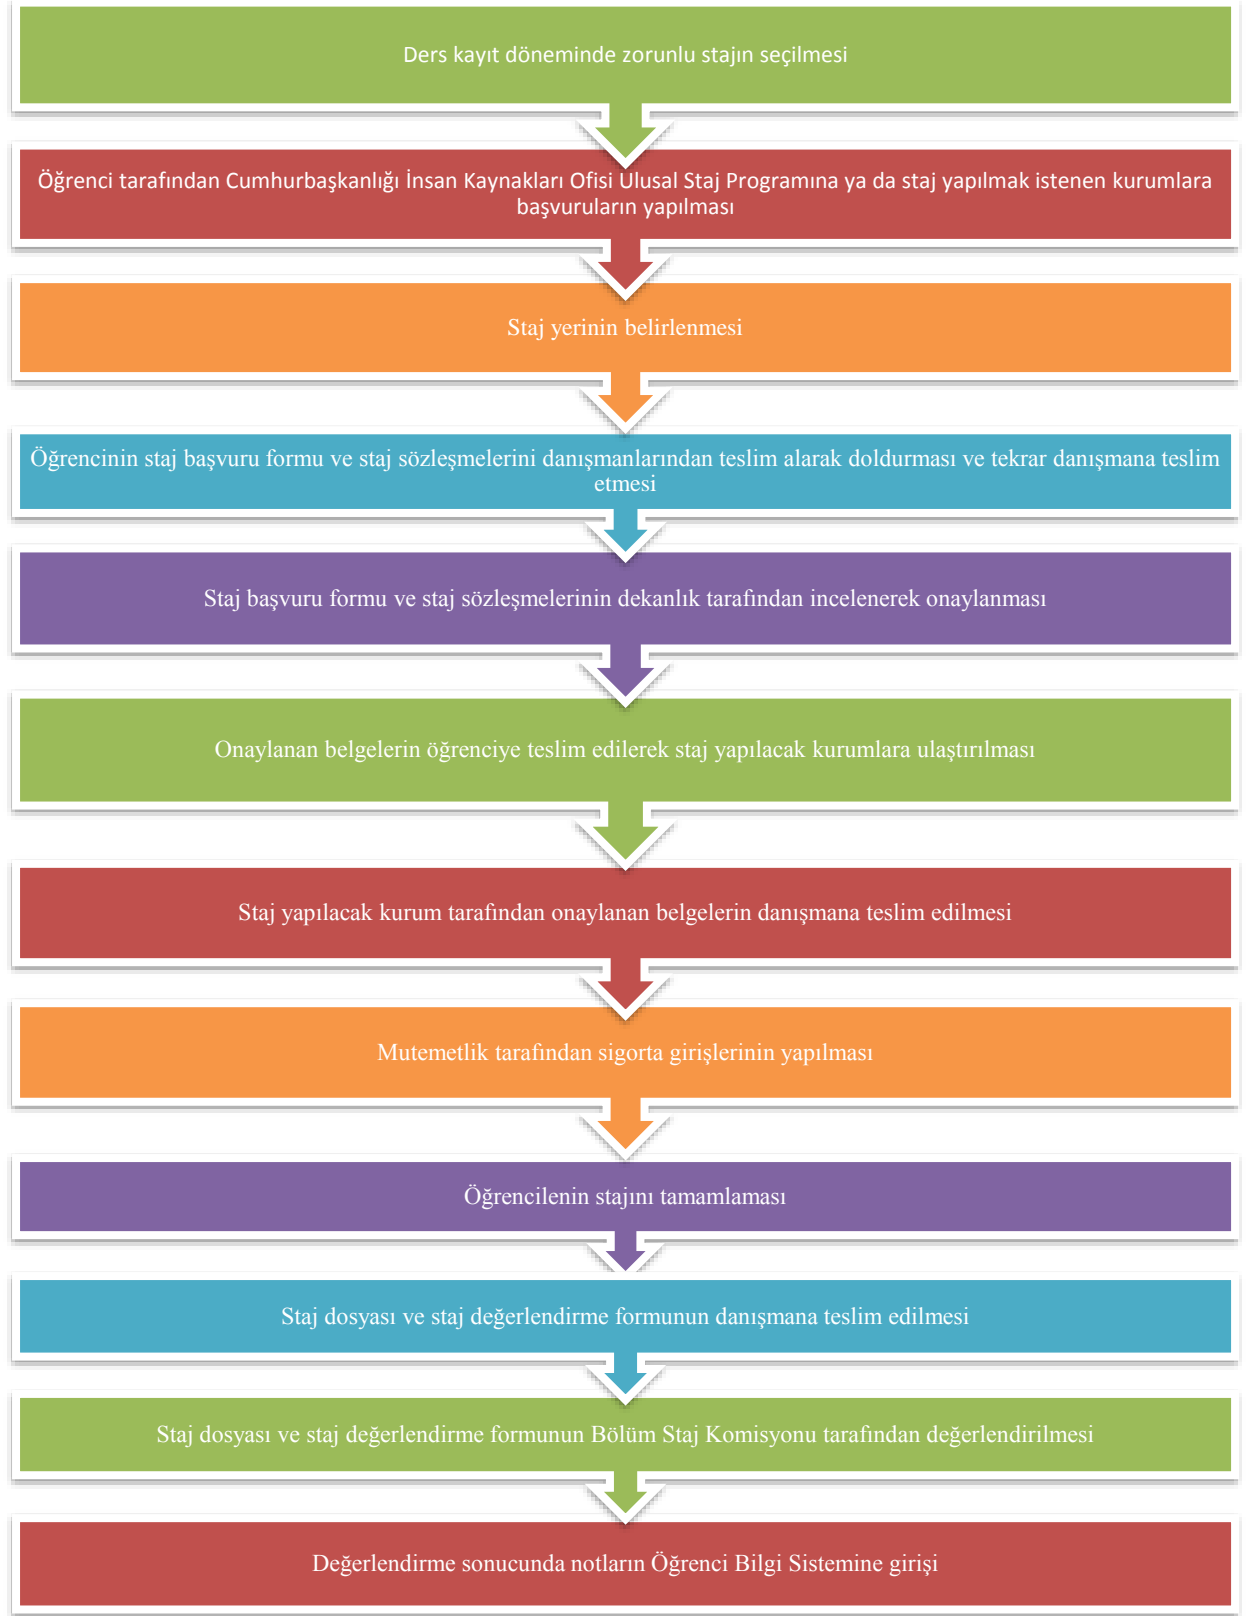 Ders kayıt döneminde zorunlu stajın seçilmesi
Öğrenci tarafından Cumhurbaşkanlığı İnsan Kaynakları Ofisi Ulusal Staj Programına ya da staj yapılmak istenen kurumlara
başvuruların yapılması
Staj yerinin belirlenmesi
Öğrencinin staj başvuru formu ve staj sözleşmelerini danışmanlarından teslim alarak doldurması ve tekrar danışmana teslim
etmesi
Staj başvuru formu ve staj sözleşmelerinin dekanlık tarafından incelenerek onaylanması
Onaylanan belgelerin öğrenciye teslim edilerek staj yapılacak kurumlara ulaştırılması
Staj yapılacak kurum tarafından onaylanan belgelerin danışmana teslim edilmesi
Mutemetlik tarafından sigorta girişlerinin yapılması
Öğrencilenin stajını tamamlaması
Staj dosyası ve staj değerlendirme formunun danışmana teslim edilmesi
Staj dosyası ve staj değerlendirme formunun Bölüm Staj Komisyonu tarafından değerlendirilmesi
Değerlendirme sonucunda notların Öğrenci Bilgi Sistemine girişi